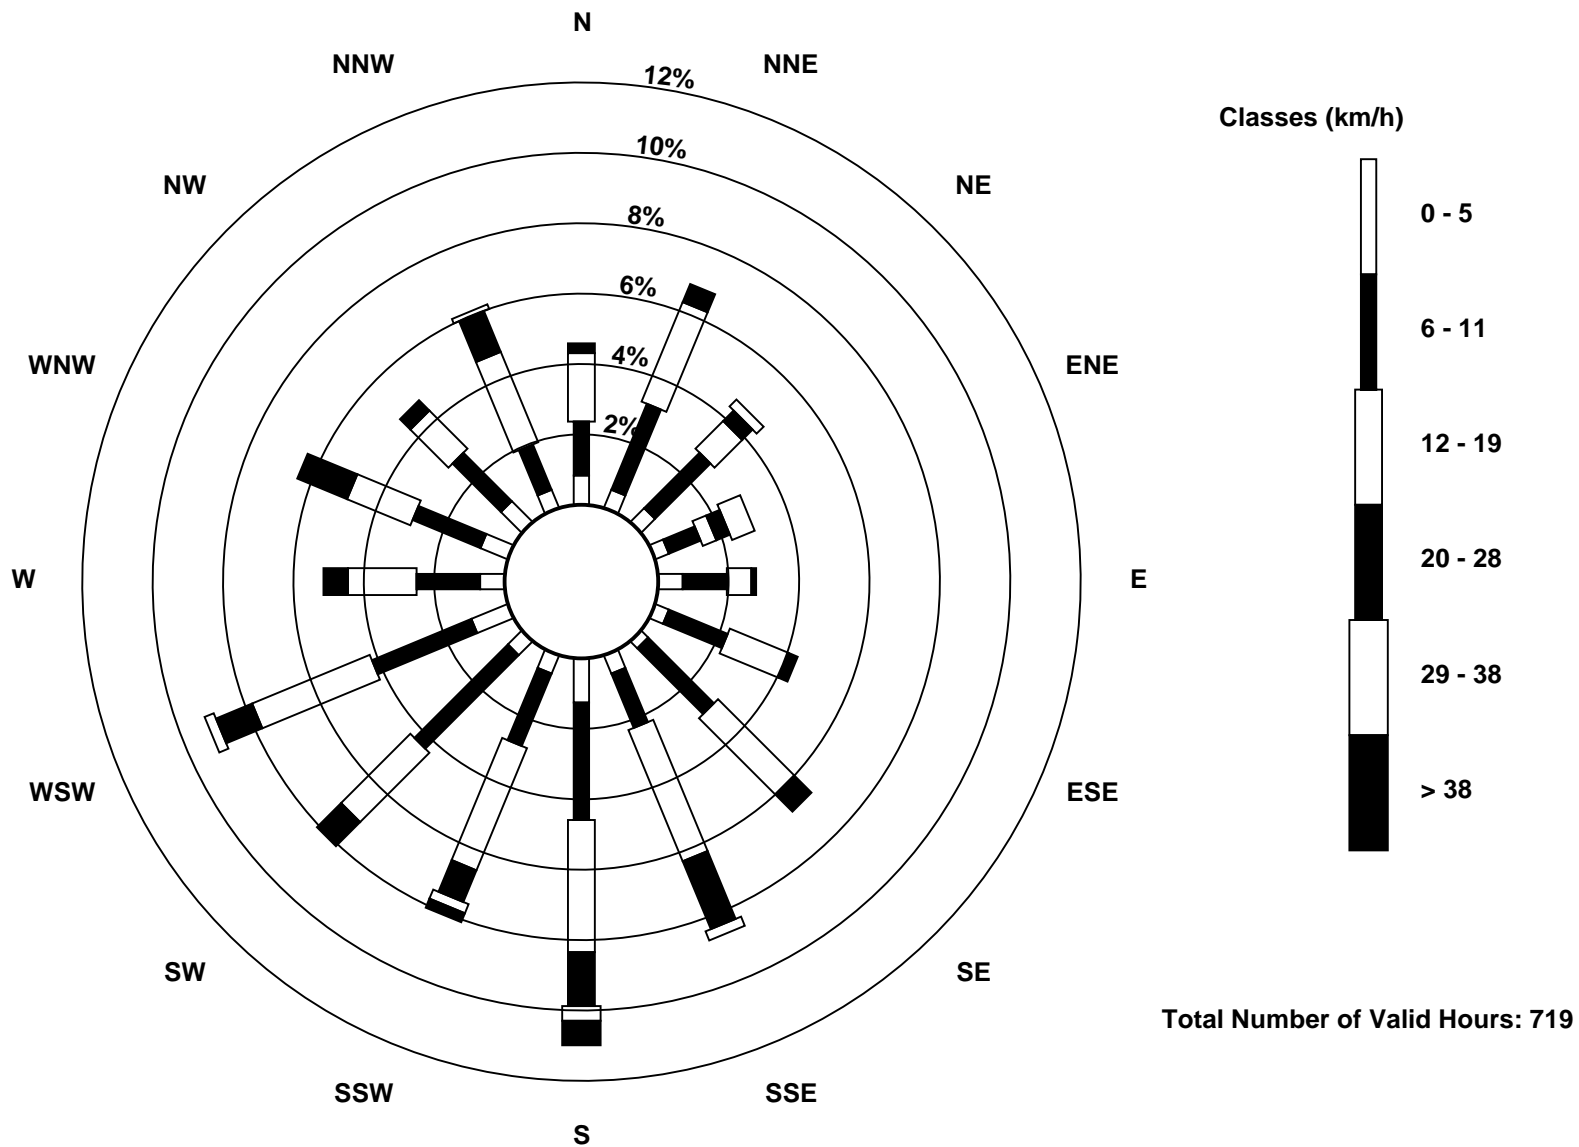 N
NNW
NNE
12%
Classes (km/h)
10%
NW
NE
8%
0 - 5
6%
6 - 11
4%
WNW
ENE
2%
12 - 19
20 - 28
W
E
29 - 38
WSW
ESE
> 38
SW
SE
Total Number of Valid Hours: 719
SSW
SSE
S